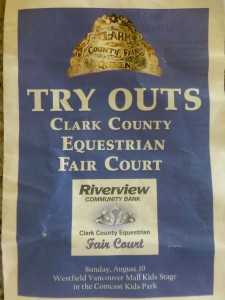 CLARK
COUNTY FAIR
QUEEN
TRY OUTS
CLARK COUNTY
EQUESTRIAN
FAIR COURT
Riverview
COMMUNITY BANK
Clark County Equestrian
Fair Court
Sunday, August 10
Westfield Vancouver Mall Kids Stage
in the Comcast Kids Park